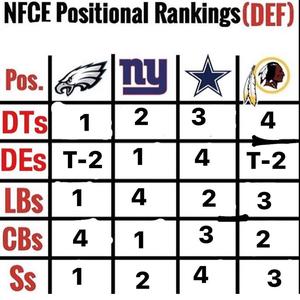 NFCE Positional Rankings(DEF)
Pos. ny
DTs 1 2 3 4
DEs T-2 1 4 T-2
LBs 1 4 2 3
CBs 4 1 3 2
Ss 1 2 4 3